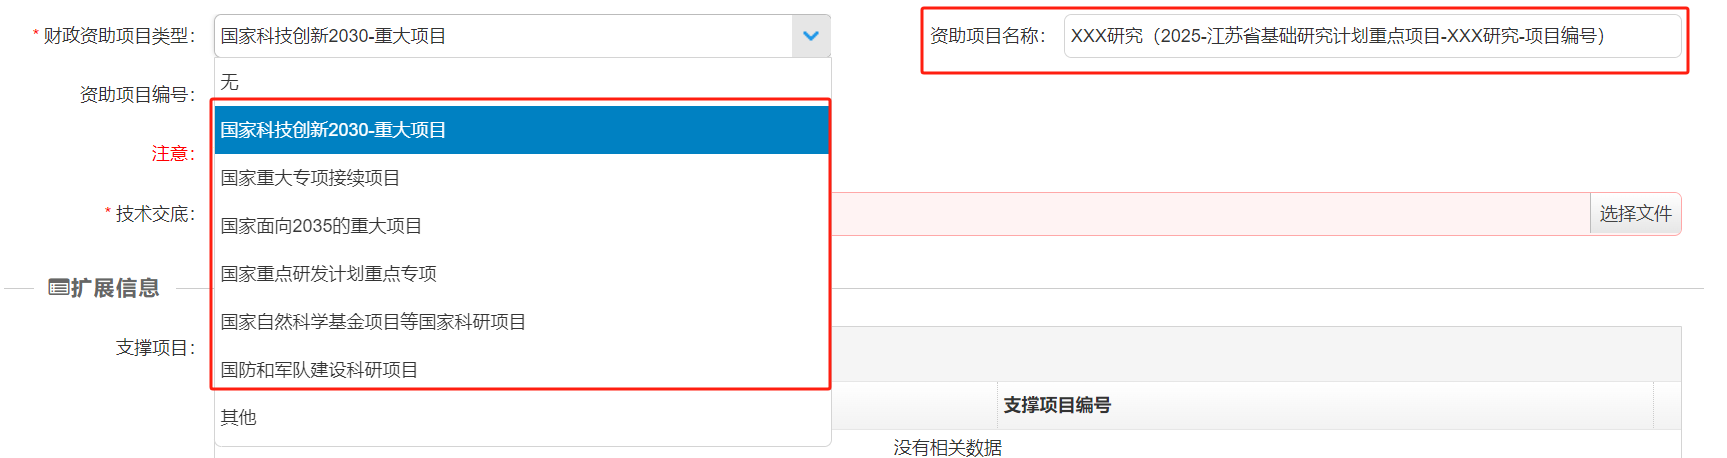 * 财政资助项目类型： 国家科技创新2030-重大项目 资助项目名称： XXX研究（2025-江苏省基础研究计划重点项目-XXX研究-项目编号）
无
资助项目编号：
国家科技创新2030-重大项目
注意：
国家重大专项接续项目
* 技术交底： 选择文件
国家面向2035的重大项目
国家重点研发计划重点专项
扩展信息
国家自然科学基金项目等国家科研项目
支撑项目：
国防和军队建设科研项目
支撑项目编号
其他
没有相关数据